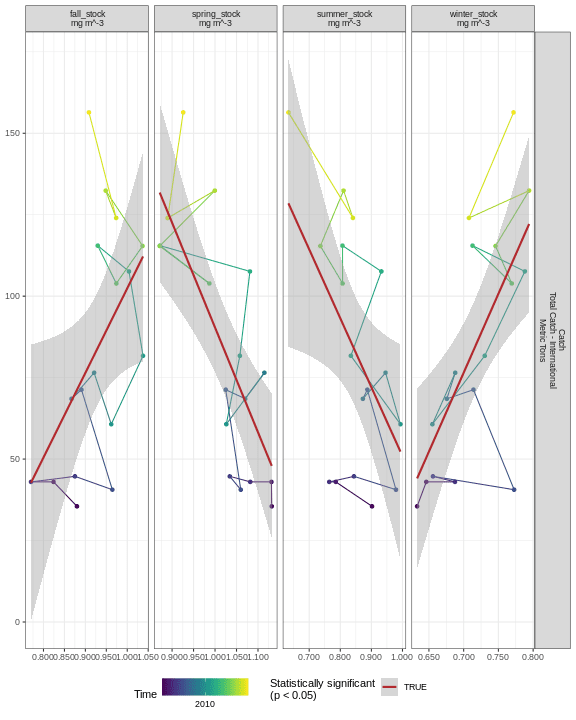 fall_stock
mg m^-3
spring_stock
mg m^-3
summer_stock
mg m^-3
winter_stock
mg m^-3
150
100
50
0
0.800 0.850 0.900 0.950 1.000 1.050
0.900 0.950 1.000 1.050 1.100
0.700 0.800 0.900 1.000
0.650 0.700 0.750 0.800
Catch
Total Catch - International
Metric Tons
Time
2010
Statistically significant
(p < 0.05)
TRUE